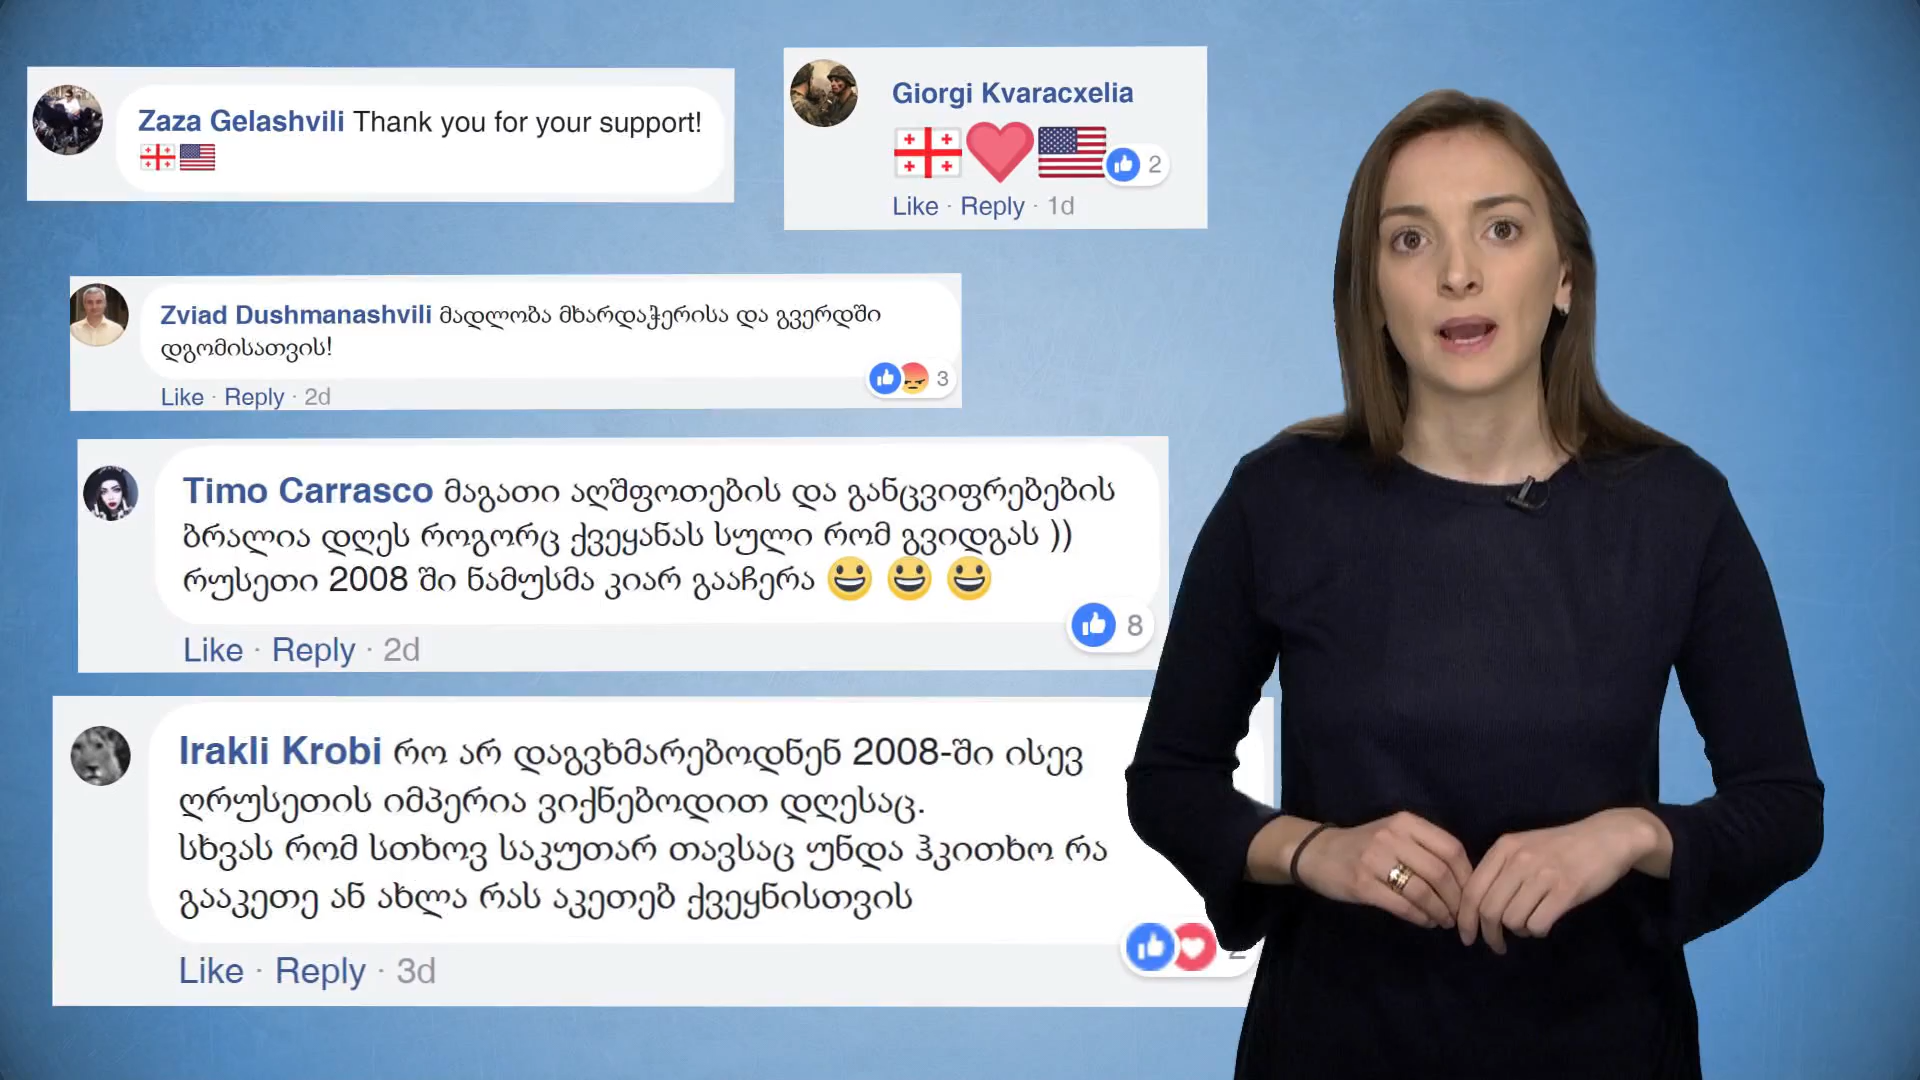 Zaza Gelashvili Thank you for your support!
Giorgi Kvaracxelia
2
Like · Reply · 1d
Zviad Dushmanashvili მადლობა მხარდაჭერისა და გვერდში
დგომისათვის!
3
Like · Reply · 2d
Timo Carrasco მაგათი აღშფოთების და განცვიფრებების
ბრალია დღეს როგორც ქვეყანას სული რომ გვიდგას ))
რუსეთი 2008 ში ნამუსმა კიარ გააჩერა
8
Like · Reply · 2d
Irakli Krobi რო არ დაგვხმარებოდნენ 2008-ში ისევ
ღრუსეთის იმპერია ვიქნებოდით დღესაც.
სხვას რომ სთხოვ საკუთარ თავსაც უნდა ჰკითხო რა
გააკეთე ან ახლა რას აკეთებ ქვეყნისთვის
Like · Reply · 3d